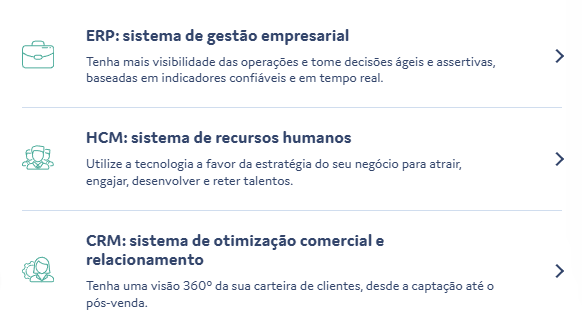 ERP: sistema de gestão empresarial
Tenha mais visibilidade das operações e tome decisões ágeis e assertivas,
baseadas em indicadores confiáveis e em tempo real.
HCM: sistema de recursos humanos
Utilize a tecnologia a favor da estratégia do seu negócio para atrair,
engajar, desenvolver e reter talentos.
CRM: sistema de otimização comercial e
relacionamento
Tenha uma visão 360º da sua carteira de clientes, desde a captação até o
pós-venda.